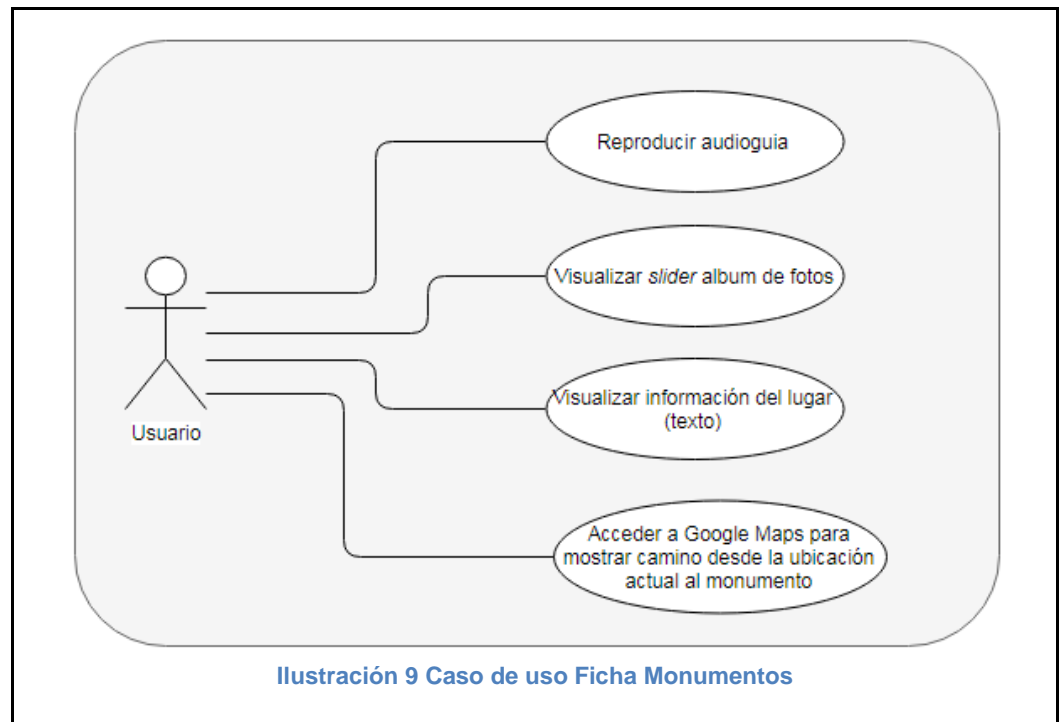 Reproducir audioguia
Visualizar slider album de fotos
Visualizar información del lugar
(texto)
Usuario
Acceder a Google Maps para
mostrar camino desde la ubicación
actual al monumento
Ilustración 9 Caso de uso Ficha Monumentos